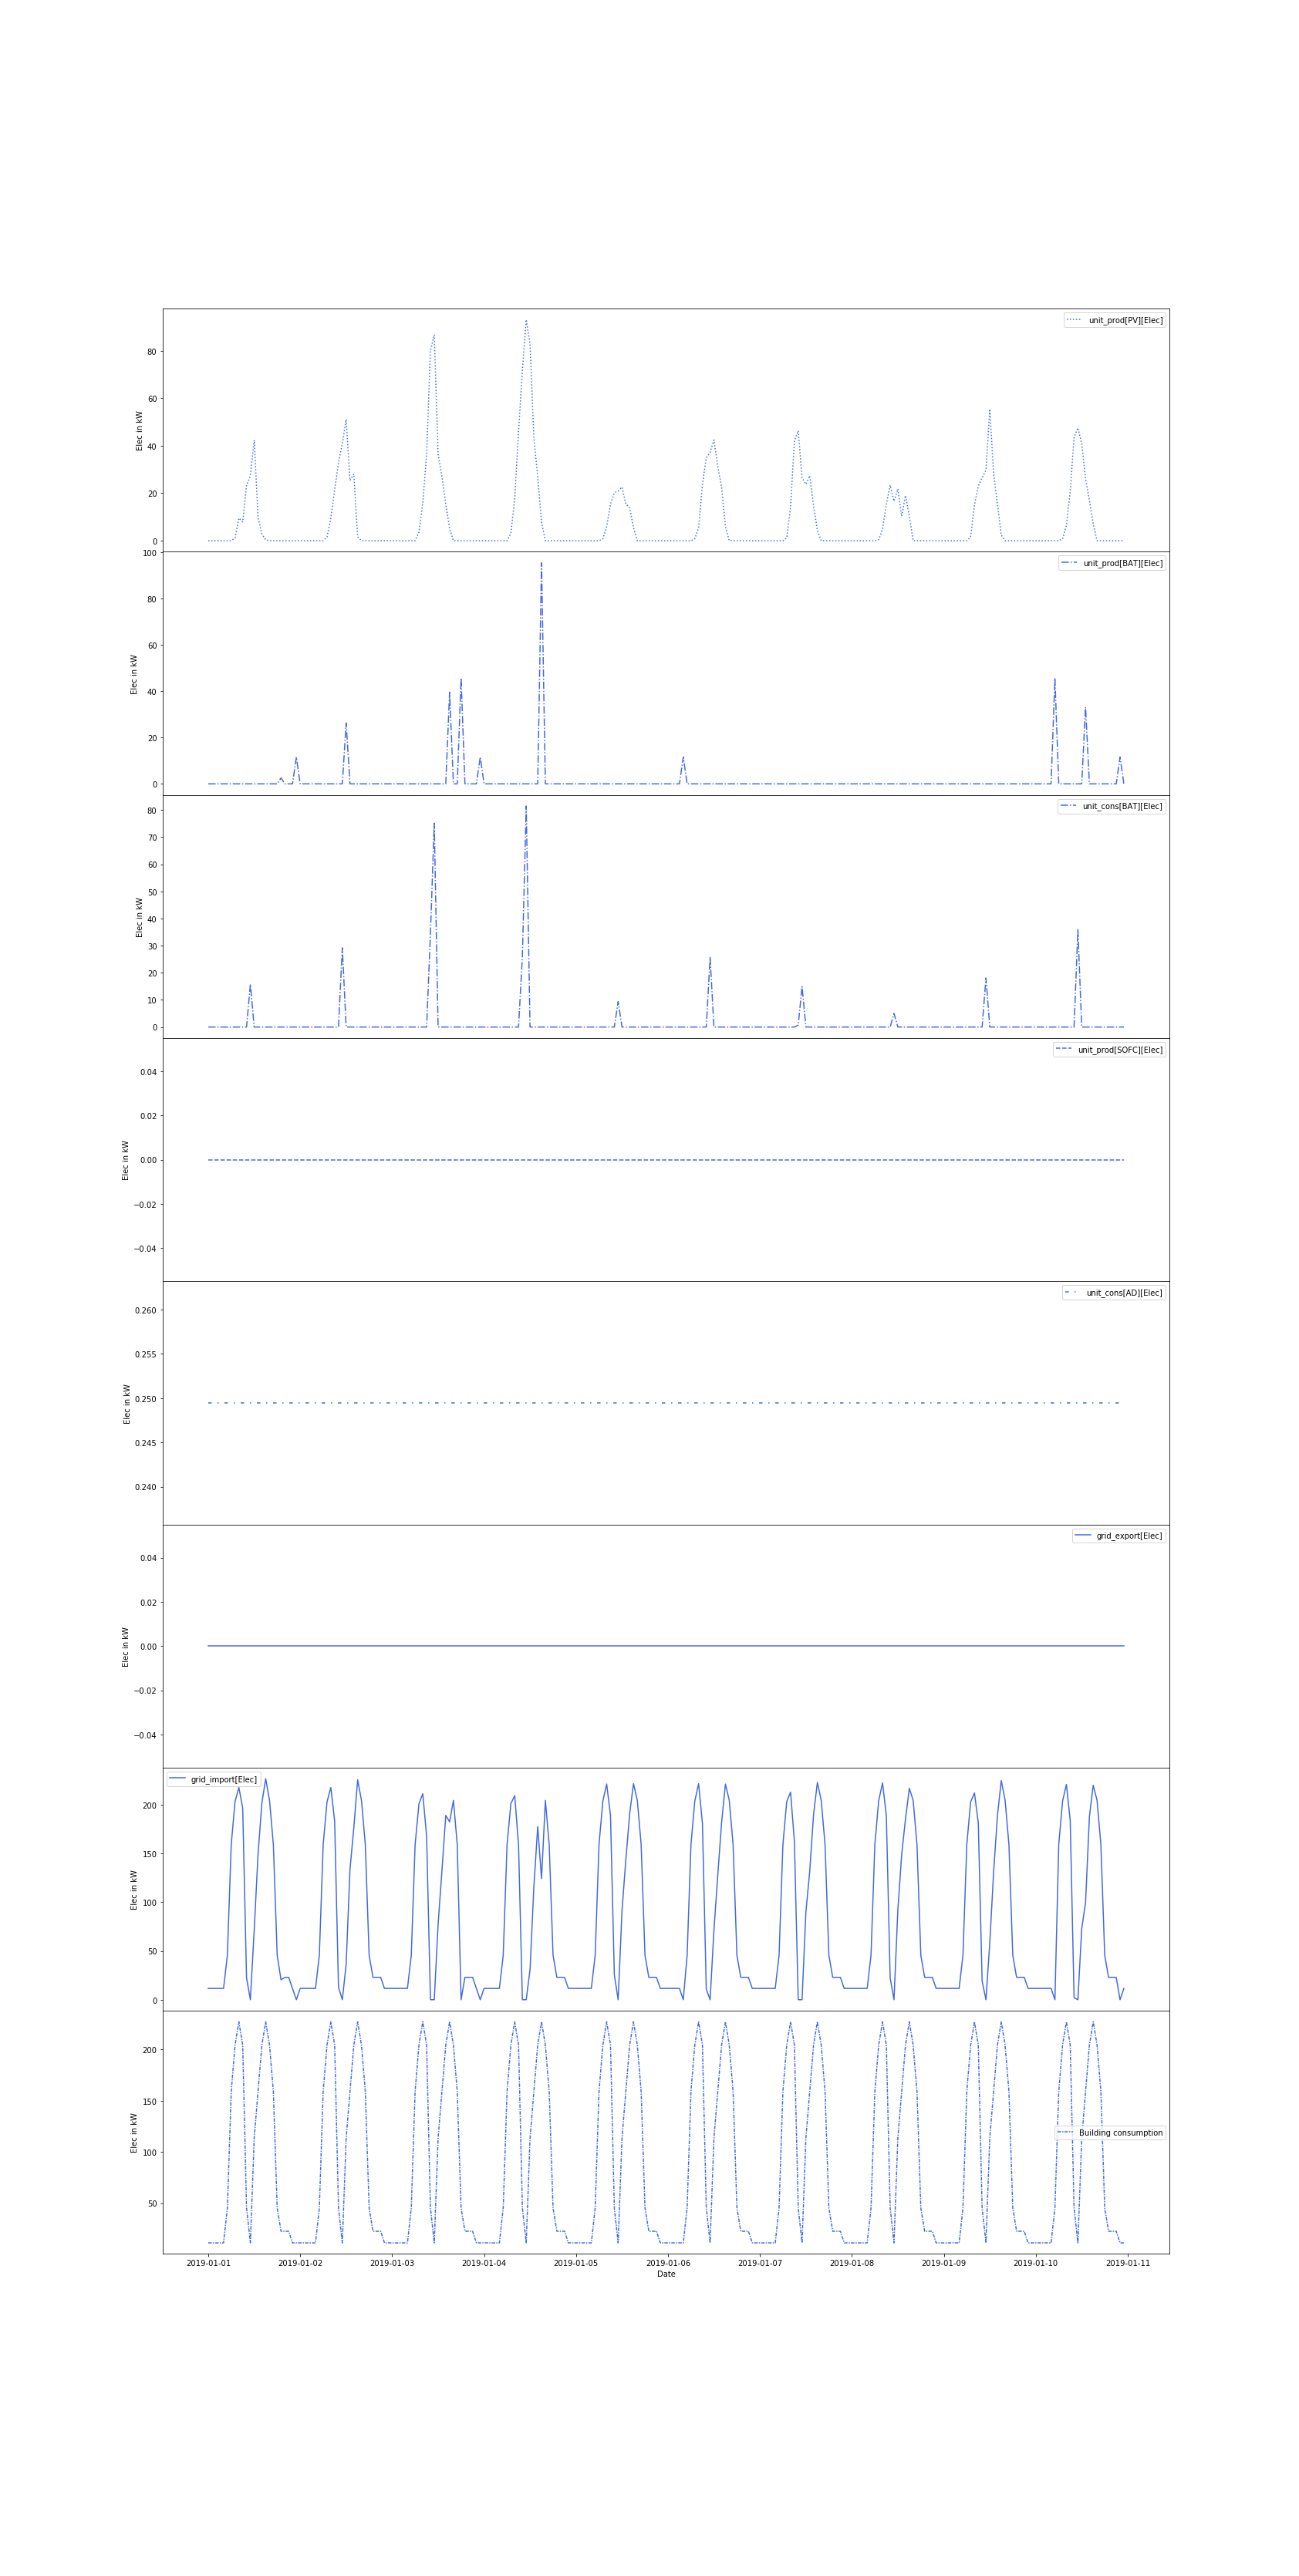 unit_prod[PV][Elec]
80
60
40
20
0
Elec in kW
unit_prod[BAT][Elec]
100
80
60
40
20
0
Elec in kW
unit_cons[BAT][Elec]
80
70
60
50
40
30
20
10
0
Elec in kW
unit_prod[SOFC][Elec]
0.04
0.02
0.00
−0.02
−0.04
Elec in kW
unit_cons[AD][Elec]
0.260
0.255
0.250
0.245
0.240
Elec in kW
grid_export[Elec]
0.04
0.02
0.00
−0.02
−0.04
Elec in kW
grid_import[Elec]
200
150
100
50
0
Elec in kW
200
150
100
50
Elec in kW
Building consumption
2019-01-01 2019-01-02 2019-01-03 2019-01-04 2019-01-05 2019-01-06 2019-01-07 2019-01-08 2019-01-09 2019-01-10 2019-01-11
Date